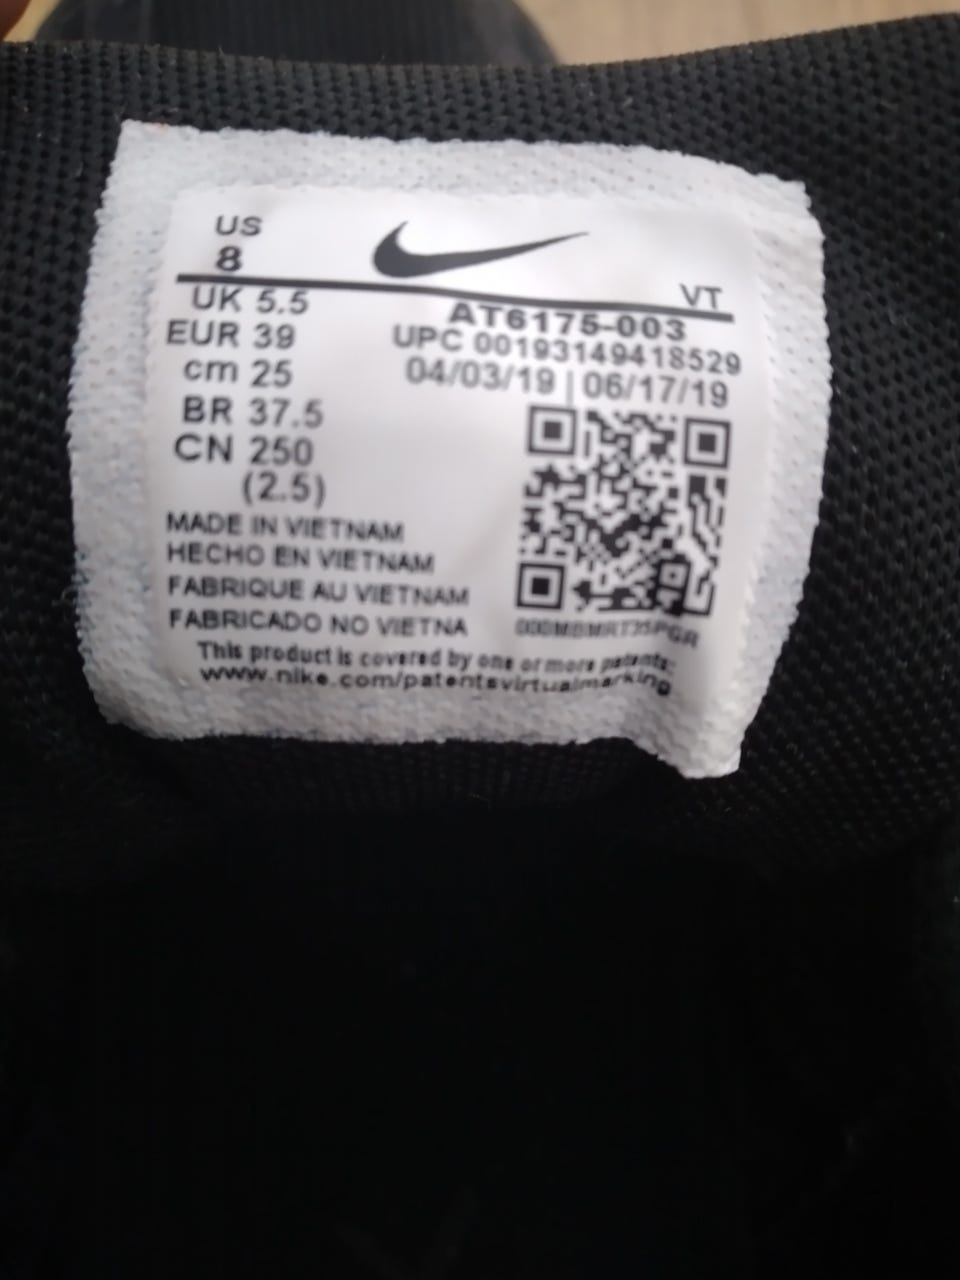 US
8
VT
UK 5.5
EUR 39
cm 25
BR 37.5
CN 250
(2.5)
AT6175-003
UPC 00193149418529
04/03/19 | 06/17/19
MADE IN VIETNAM
HECHO EN VIETNAM
FABRIQUE AU VIETNAM
FABRICADO NO VIETNA
This product is covered by one or more patents:
www.nike.com/patentsvirtualmarking